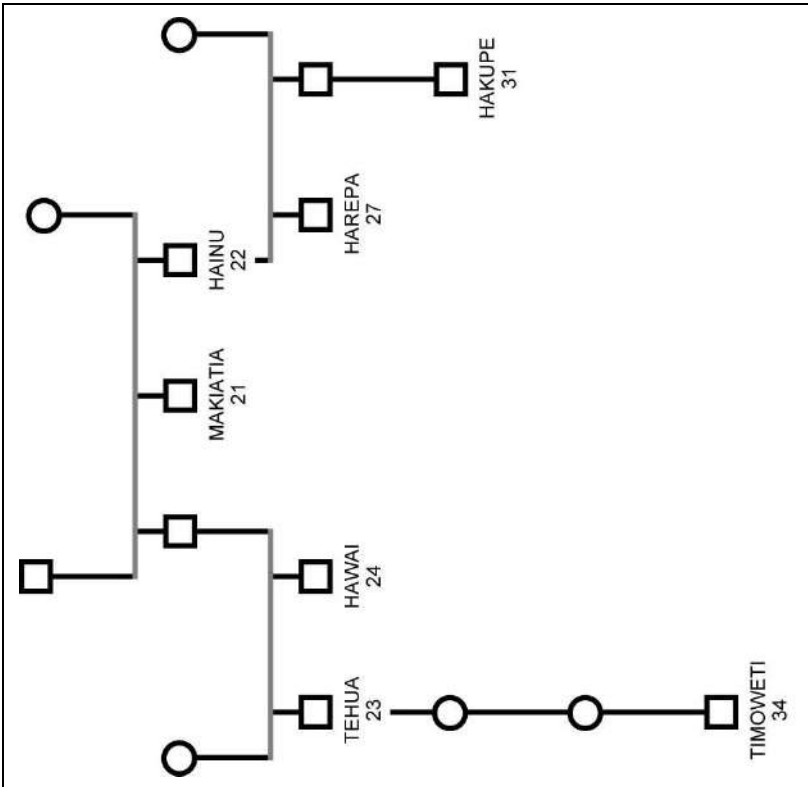 HAKUPE
31
HAINU
22
HAREPA
27
MAKIATIA
21
HAWAI
24
TEHUA
23
TIMOWETI
34